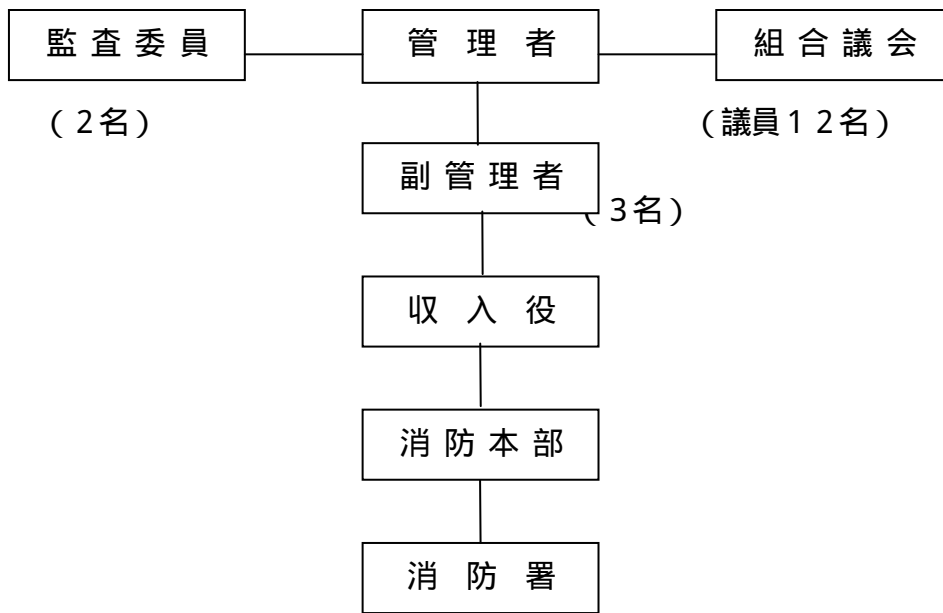 監査委員
管理者
組合議会
(2名)
(議員12名)
副管理者
(3名)
収入役
消防本部
消防署